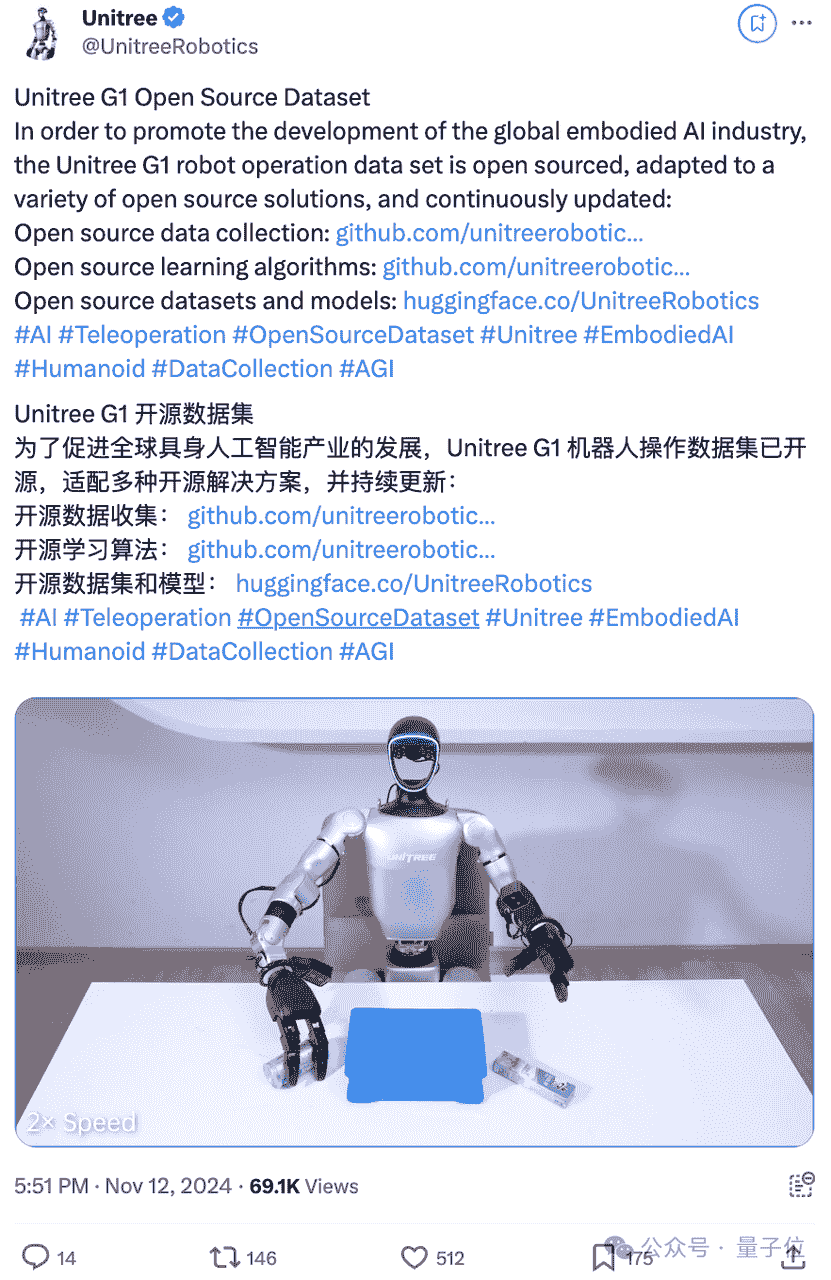 Unitree
@UnitreeRobotics
Unitree G1 Open Source Dataset
In order to promote the development of the global embodied AI industry,
the Unitree G1 robot operation data set is open sourced, adapted to a
variety of open source solutions, and continuously updated:
Open source data collection: github.com/unitreerobotic...
Open source learning algorithms: github.com/unitreerobotic...
Open source datasets and models: huggingface.co/UnitreeRobotics
#AI #Teleoperation #OpenSourceDataset #Unitree #EmbodiedAI
#Humanoid #DataCollection #AGI
Unitree G1 开源数据集
为了促进全球具身人工智能产业的发展，Unitree G1 机器人操作数据集已开
源，适配多种开源解决方案，并持续更新：
开源数据收集： github.com/unitreerobotic...
开源学习算法： github.com/unitreerobotic...
开源数据集和模型： huggingface.co/UnitreeRobotics
#AI #Teleoperation #OpenSourceDataset #Unitree #EmbodiedAI
#Humanoid #DataCollection #AGI
UNITREE
2× Speed
5:51 PM · Nov 12, 2024 · 69.1K Views
14 146 512 175
公众号 · 量子位